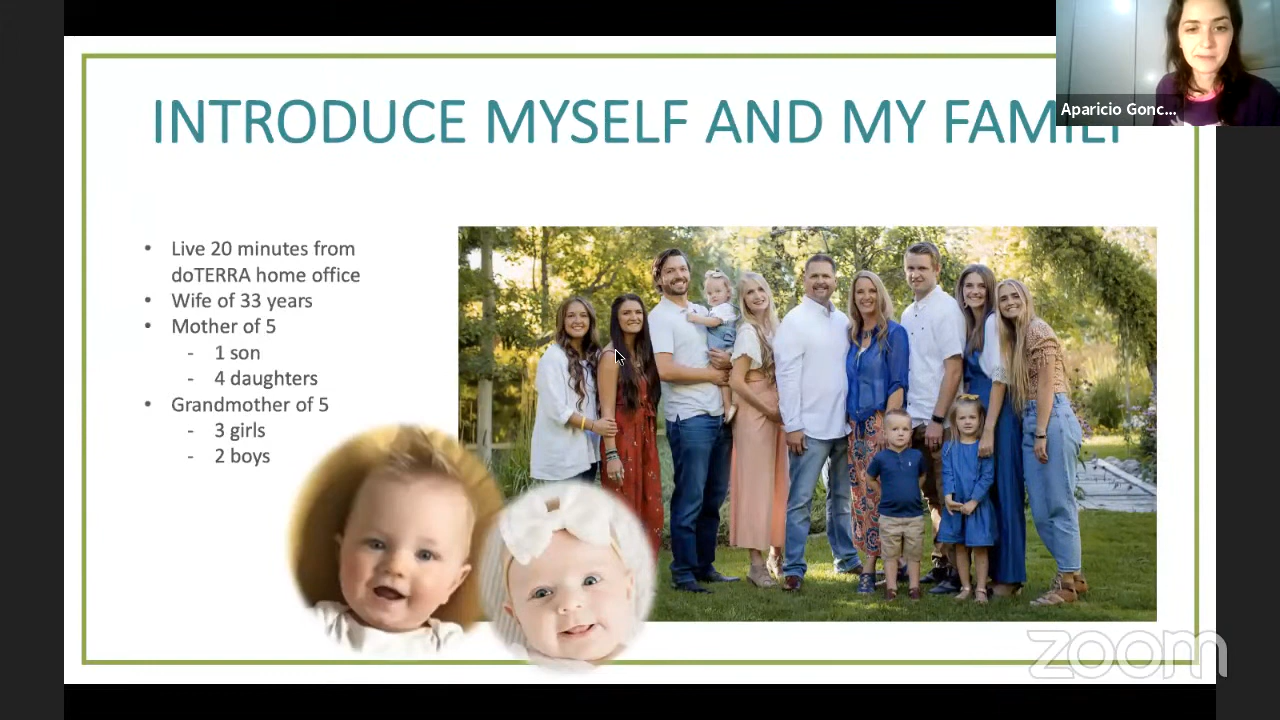 INTRODUCE MYSELF AND MY FAMILY
Aparicio Gonc...
• Live 20 minutes from
doTERRA home office
• Wife of 33 years
• Mother of 5
- 1 son
- 4 daughters
• Grandmother of 5
- 3 girls
- 2 boys
zoom